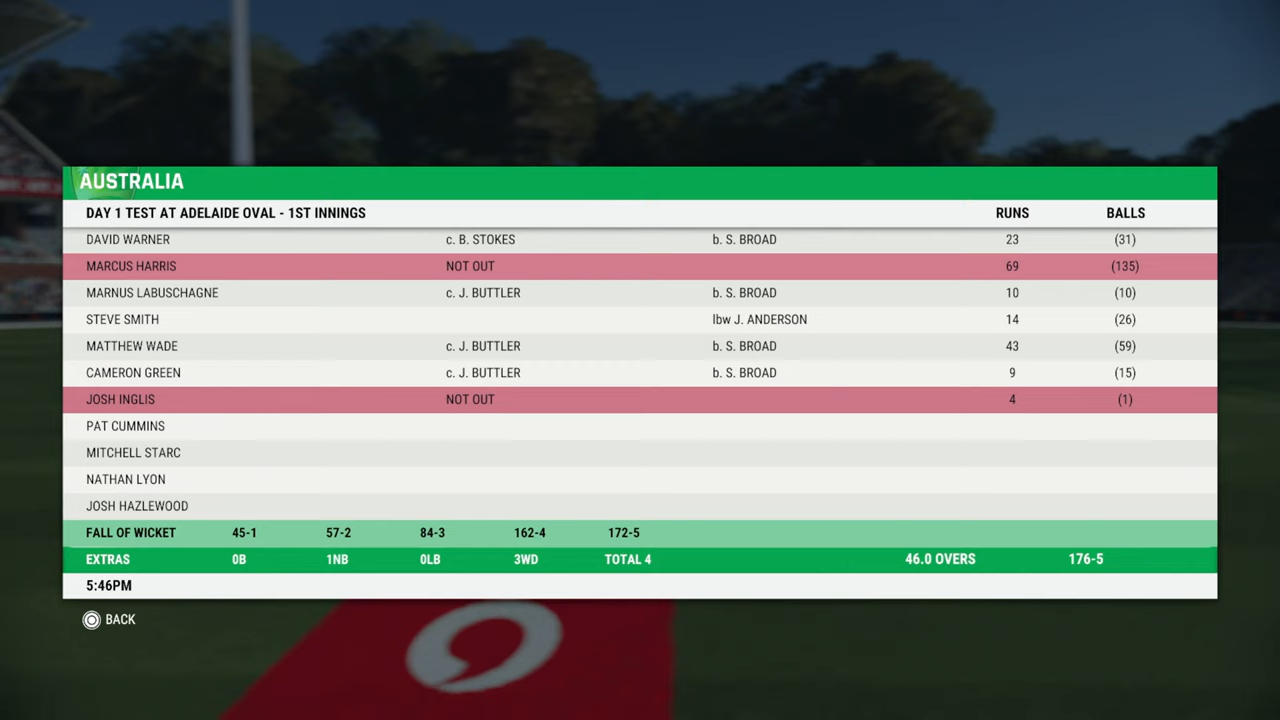 AUSTRALIA
DAY 1 TEST AT ADELAIDE OVAL - 1ST INNINGS RUNS BALLS
DAVID WARNER c. B. STOKES b. S. BROAD 23 (31)
MARCUS HARRIS NOT OUT 69 (135)
MARNUS LABUSCHAGNE c. J. BUTTLER b. S. BROAD 10 (10)
STEVE SMITH lbw J. ANDERSON 14 (26)
MATTHEW WADE c. J. BUTTLER b. S. BROAD 43 (59)
CAMERON GREEN c. J. BUTTLER b. S. BROAD 9 (15)
JOSH INGLIS NOT OUT 4 (1)
PAT CUMMINS
MITCHELL STARC
NATHAN LYON
JOSH HAZLEWOOD
FALL OF WICKET 45-1 57-2 84-3 162-4 172-5
EXTRAS 0B 1NB 0LB 3WD TOTAL 4 46.0 OVERS 176-5
5:46PM
BACK